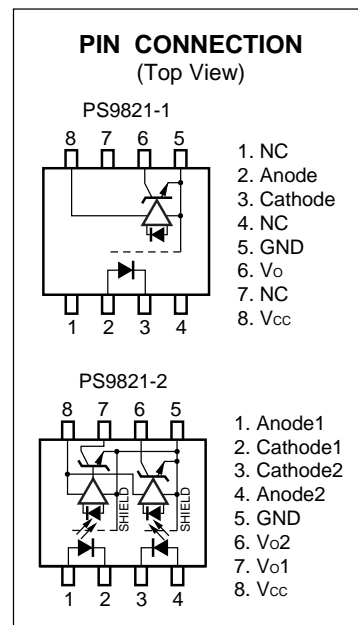 PIN CONNECTION
(Top View)
PS9821-1
8 7 6 5
1. NC
2. Anode
3. Cathode
4. NC
5. GND
6. VO
7. NC
8. VCC
1 2 3 4
PS9821-2
8 7 6 5
SHIELD
SHIELD
1. Anode1
2. Cathode1
3. Cathode2
4. Anode2
5. GND
6. VO2
7. VO1
8. VCC
1 2 3 4